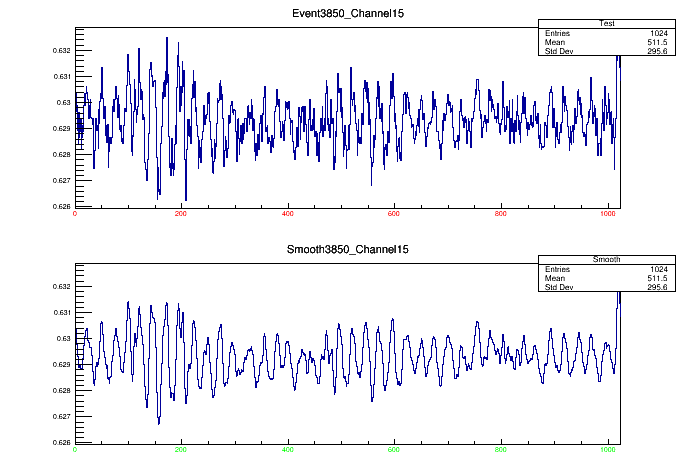 Event3850_Channel15
Test
Entries 1024
Mean 511.5
Std Dev 295.6
0.632
0.631
0.63
0.629
0.628
0.627
0.626
0 200 400 600 800 1000
Smooth3850_Channel15
Smooth
Entries 1024
Mean 511.5
Std Dev 295.6
0.632
0.631
0.63
0.629
0.628
0.627
0.626
0 200 400 600 800 1000